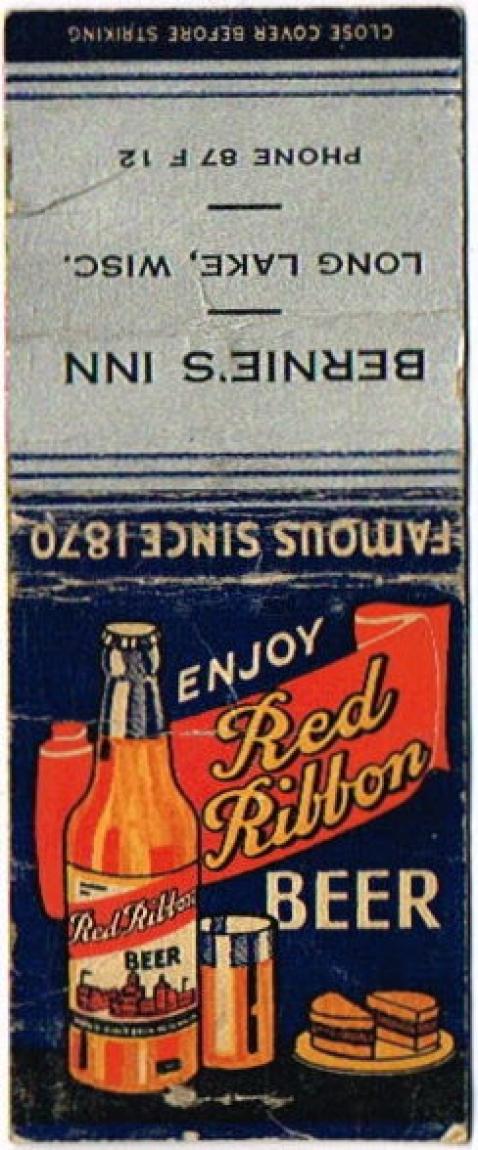 CLOSE COVER BEFORE STRIKING
PHONE 87 F 12
LONG LAKE, WISC.
BERNIE'S INN
FAMOUS SINCE 1870
ENJOY
Red
Ribbon
BEER
Red Ribbon
BEER